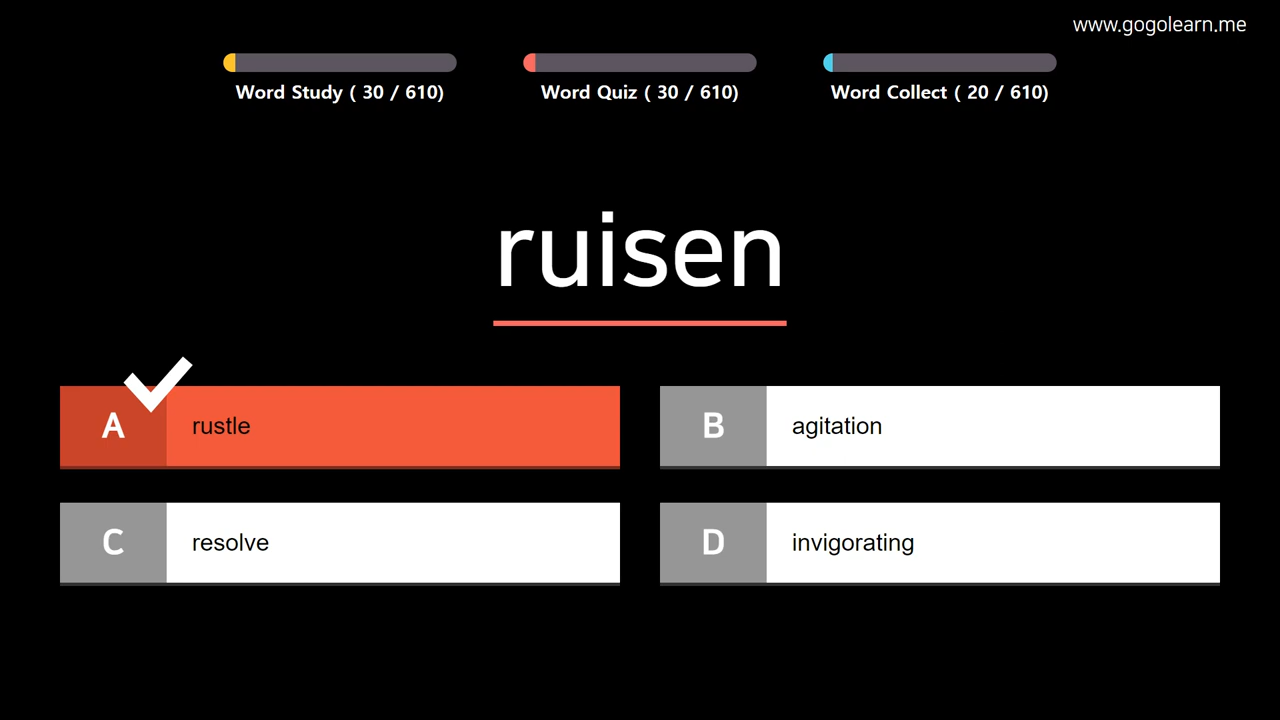 www.gogolearn.me
Word Study ( 30 / 610)
Word Quiz ( 30 / 610)
Word Collect ( 20 / 610)
ruisen
A
rustle
B
agitation
C
resolve
D
invigorating